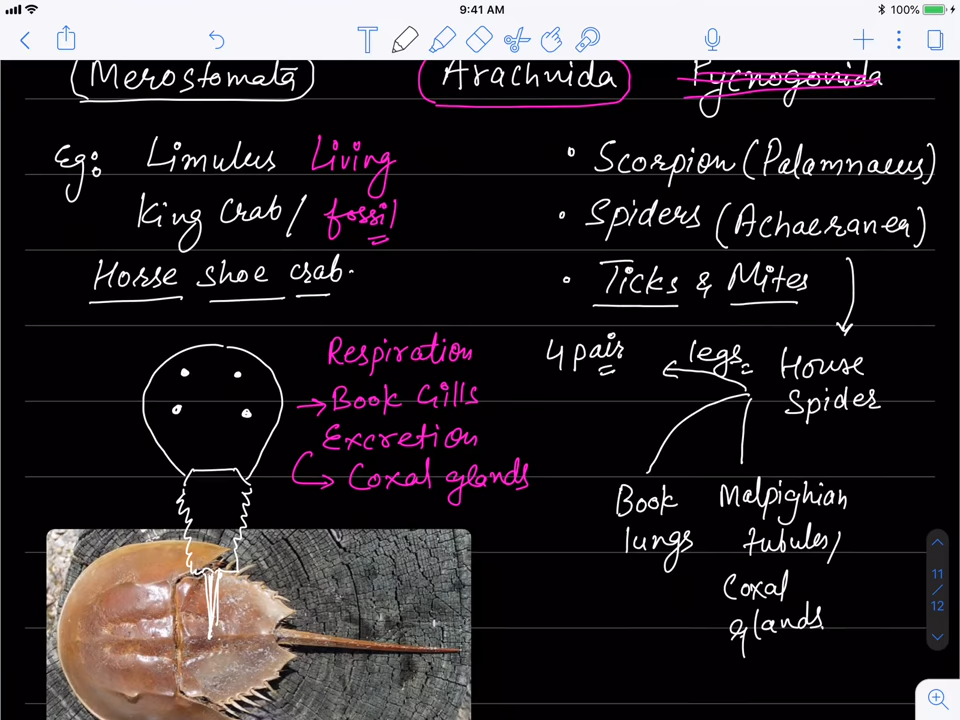 9:41 AM
100%
T
Merostomata
Arachnida
Pycnogonida
Eg: Limulus Living
King Crab/ fossil
Horse shoe crab.
• Scorpion (Palamnaeus)
• Spiders (Achaeranea)
• Ticks & Mites
4 pair legs House
Spider
Respiration
→ Book Gills
Excretion
→ Coxal glands
Book
lungs
Malpighian
tubules/
Coxal
glands
11
/
12